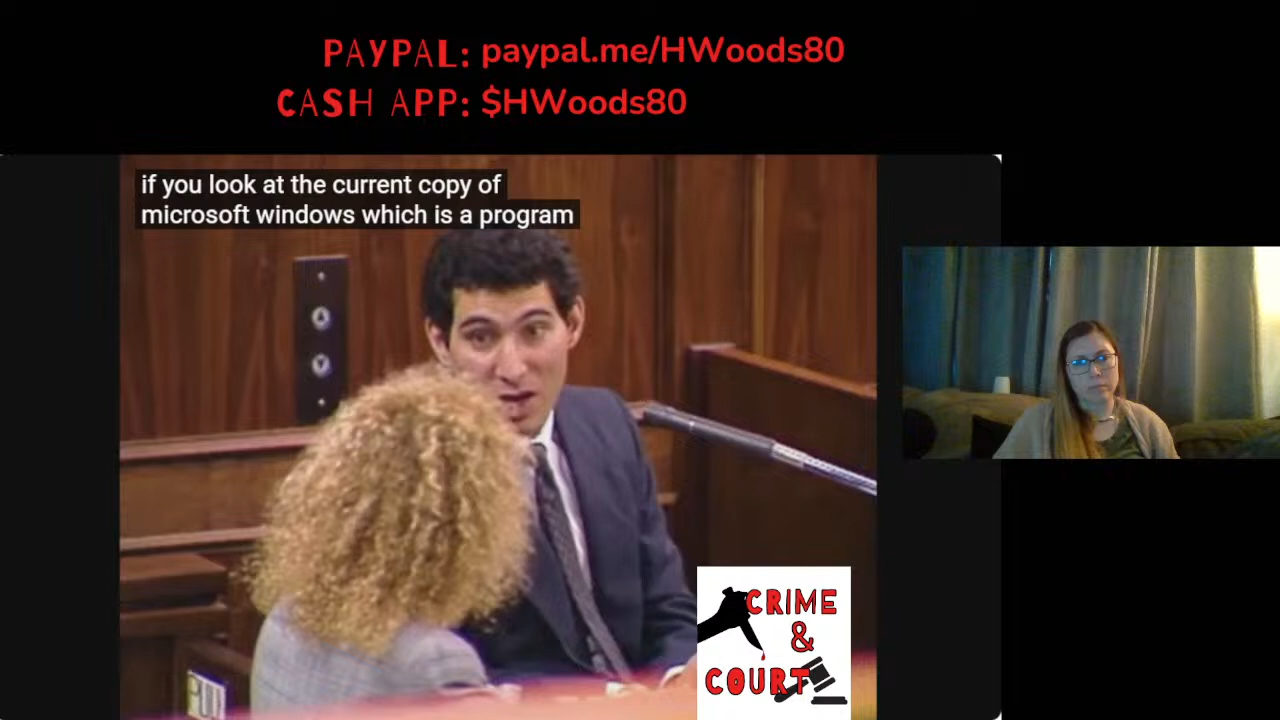 PAYPAL: paypal.me/HWoods80
CASH APP: $HWoods80
if you look at the current copy of
microsoft windows which is a program
CRIME
&
COURT